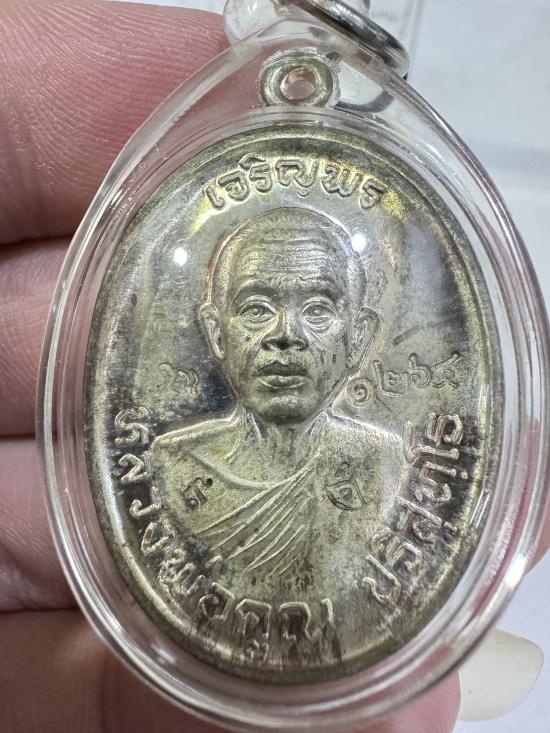 เจริญพร
๑๒๖๔
หลวงพ่อคูณ ปริสุทฺโธ